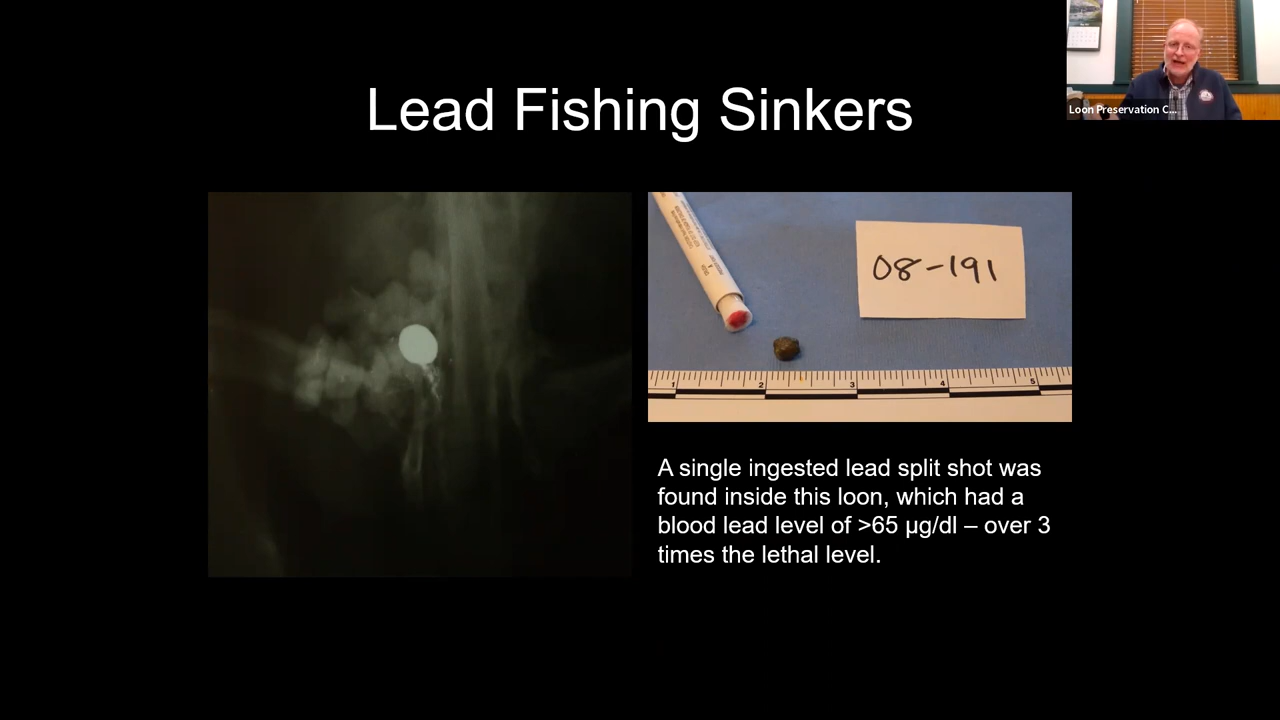 Lead Fishing Sinkers
Loon Preservation C...
08-191
1 2 3 4 5
A single ingested lead split shot was
found inside this loon, which had a
blood lead level of >65 µg/dl – over 3
times the lethal level.